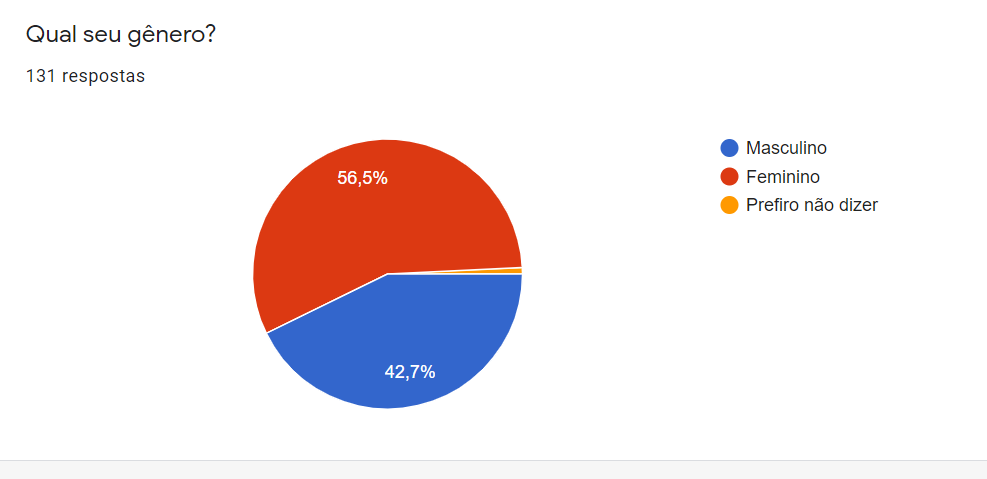 Qual seu gênero?
131 respostas
56,5%
42,7%
Masculino
Feminino
Prefiro não dizer